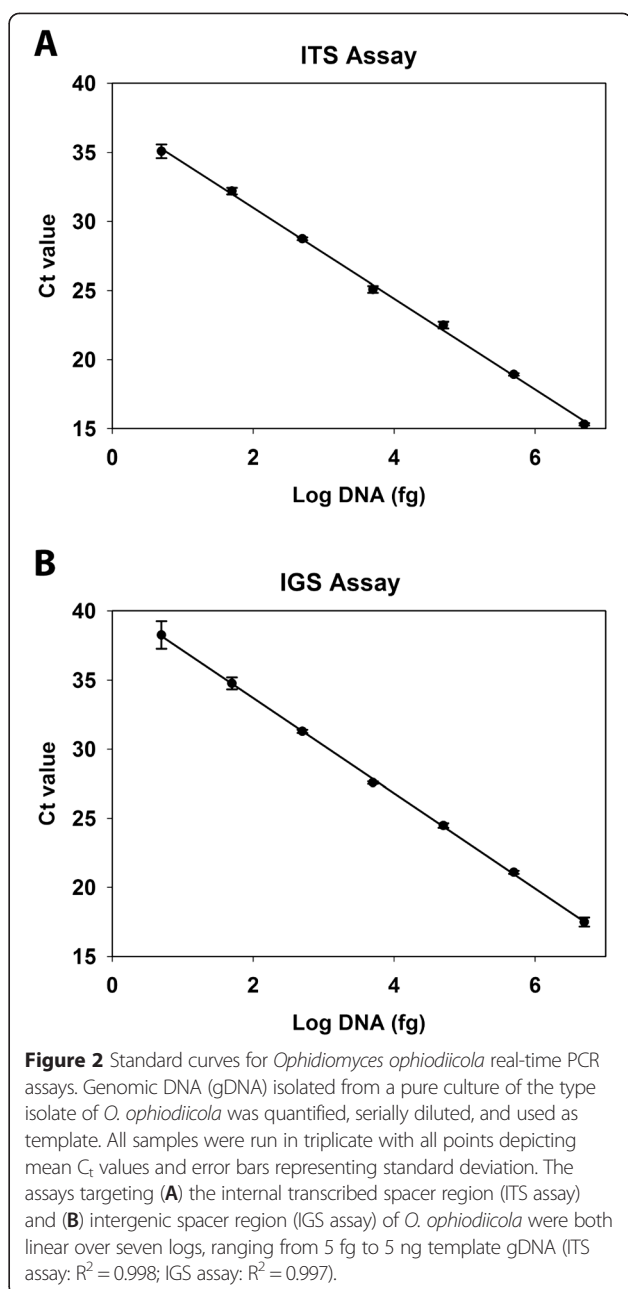 A
ITS Assay
40
35
30
25
20
15
Ct value
0 2 4 6
Log DNA (fg)
B
IGS Assay
40
35
30
25
20
15
Ct value
0 2 4 6
Log DNA (fg)
Figure 2 Standard curves for Ophidiomyces ophiodiicola real-time PCR
assays. Genomic DNA (gDNA) isolated from a pure culture of the type
isolate of O. ophiodiicola was quantified, serially diluted, and used as
template. All samples were run in triplicate with all points depicting
mean Ct values and error bars representing standard deviation. The
assays targeting (A) the internal transcribed spacer region (ITS assay)
and (B) intergenic spacer region (IGS assay) of O. ophiodiicola were both
linear over seven logs, ranging from 5 fg to 5 ng template gDNA (ITS
assay: R² = 0.998; IGS assay: R² = 0.997).